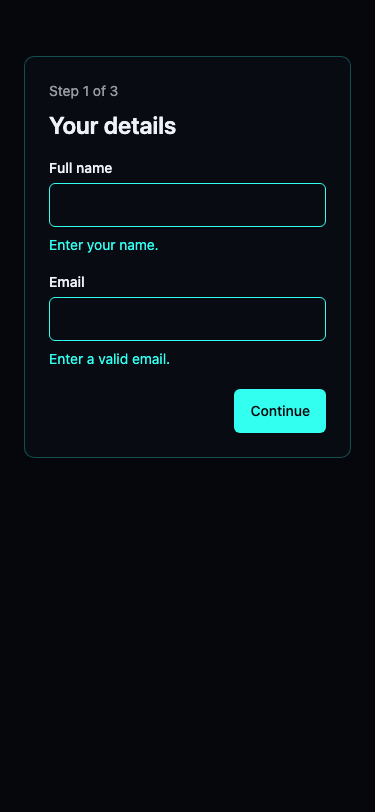 Step 1 of 3
Your details
Full name
Enter your name.
Email
Enter a valid email.
Continue